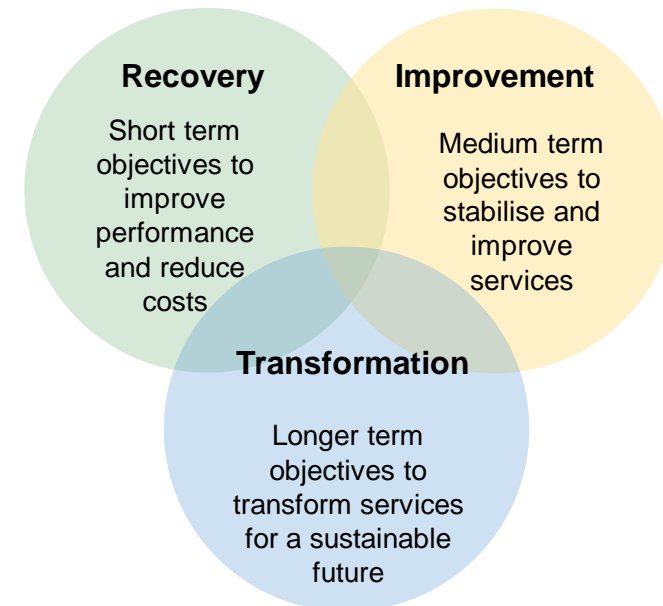 Recovery
Short term
objectives to
improve
performance
and reduce
costs
Improvement
Medium term
objectives to
stabilise and
improve
services
Transformation
Longer term
objectives to
transform services
for a sustainable
future